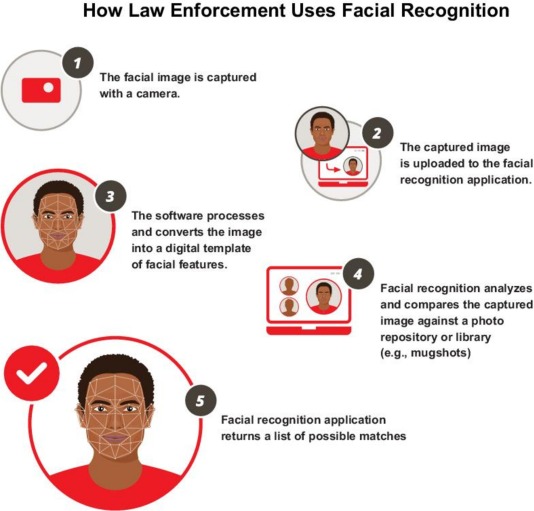 How Law Enforcement Uses Facial Recognition
1
The facial image is captured
with a camera.
2
The captured image
is uploaded to the facial
recognition application.
3
The software processes
and converts the image
into a digital template
of facial features.
4
Facial recognition analyzes
and compares the captured
image against a photo
repository or library
(e.g., mugshots)
5
Facial recognition application
returns a list of possible matches